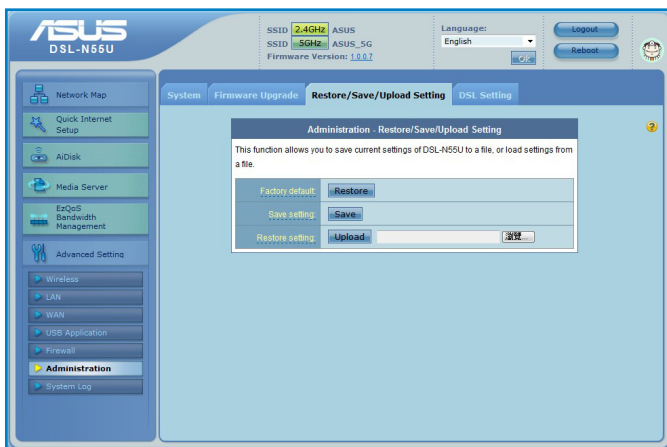 ASUS
DSL-N55U
SSID 2.4GHz ASUS
SSID 5GHz ASUS_5G
Firmware Version: 1.0.0.7
Language:
English
Ok
Logout
Reboot
Network Map
Quick Internet
Setup
AiDisk
Media Server
EzQoS
Bandwidth
Management
Advanced Setting
Wireless
LAN
WAN
USB Application
Firewall
Administration
System Log
System
Firmware Upgrade
Restore/Save/Upload Setting
DSL Setting
Administration - Restore/Save/Upload Setting
This function allows you to save current settings of DSL-N55U to a file, or load settings from
a file.
Factory default: Restore
Save setting: Save
Restore setting: Upload 瀏覽...
?